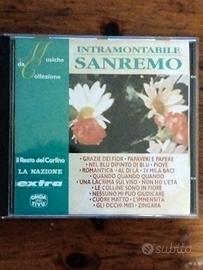 Musiche
da
Collezione
INTRAMONTABILE
SANREMO
il Resto del Carlino
LA NAZIONE
extra
ONDA
TIVU
• GRAZIE DEI FIOR • PAPAVERI E PAPERE
• NEL BLU DIPINTO DI BLU • PIOVE
• ROMANTICA • AL DI LÀ • 24 MILA BACI
• QUANDO QUANDO QUANDO
• UNA LACRIMA SUL VISO • NON HO L'ETÀ
• LE COLLINE SONO IN FIORE
• NESSUNO MI PUÒ GIUDICARE
• CUORE MATTO • L'IMMENSITÀ
• GLI OCCHI MIEI • ZINGARA
subito